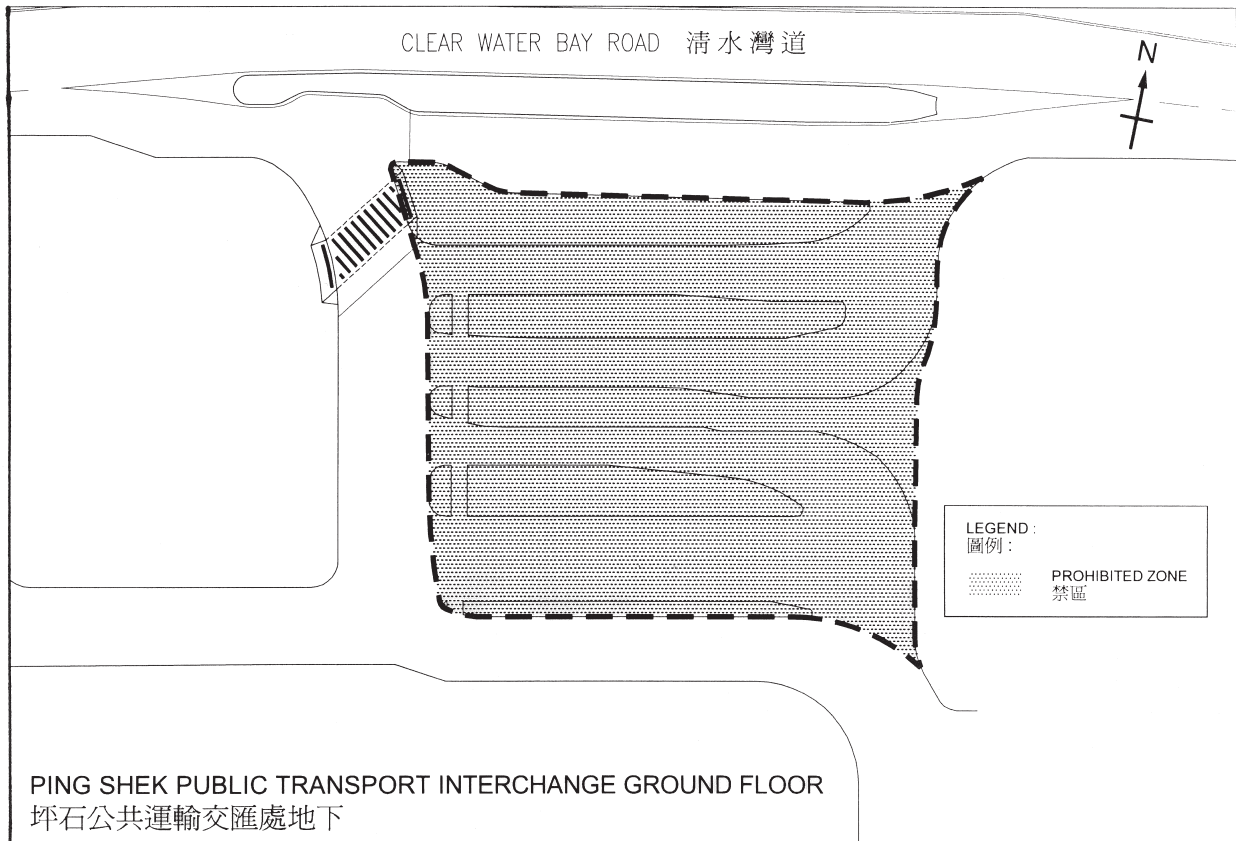 CLEAR WATER BAY ROAD 清水灣道
N
LEGEND :
圖例 :
PROHIBITED ZONE
禁區
PING SHEK PUBLIC TRANSPORT INTERCHANGE GROUND FLOOR
坪石公共運輸交匯處地下